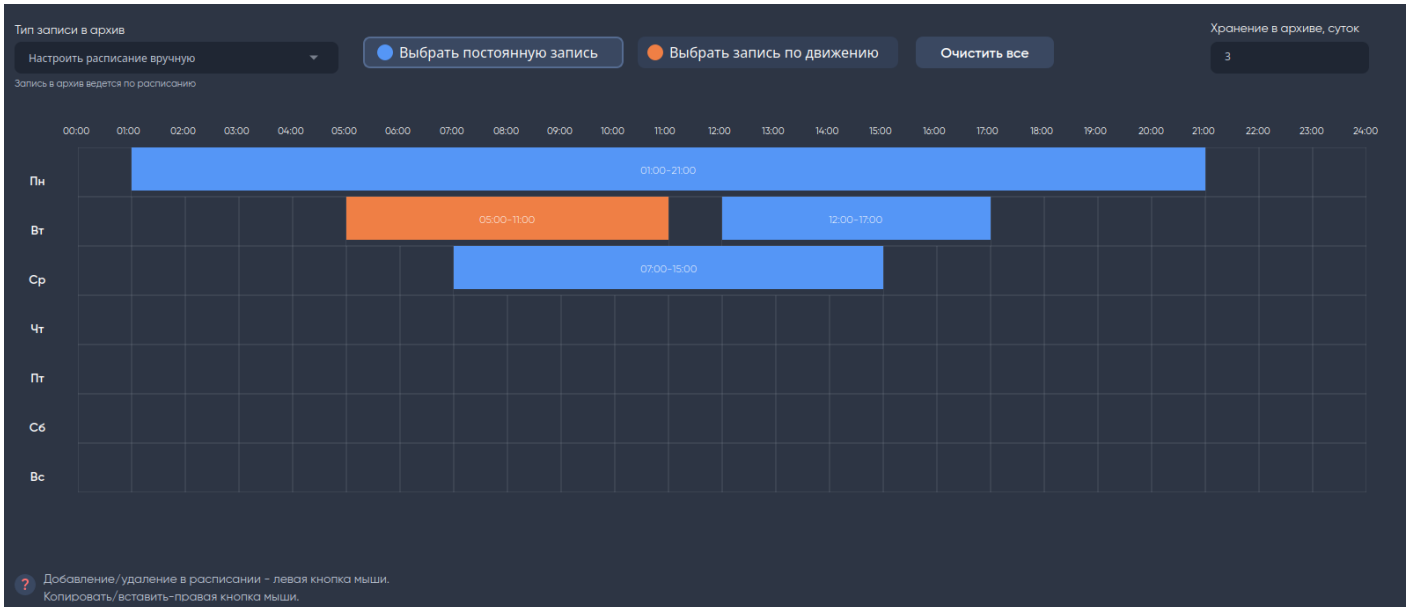 Тип записи в архив
Хранение в архиве, суток
Настроить расписание вручную
Выбрать постоянную запись
Выбрать запись по движению
Очистить все
3
Запись в архив ведется по расписанию
00:00 01:00 02:00 03:00 04:00 05:00 06:00 07:00 08:00 09:00 10:00 11:00 12:00 13:00 14:00 15:00 16:00 17:00 18:00 19:00 20:00 21:00 22:00 23:00 24:00
Пн
01:00-21:00
Вт
05:00-11:00
12:00-17:00
Ср
07:00-15:00
Чт
Пт
Сб
Вс
? Добавление/удаление в расписании - левая кнопка мыши.
Копировать/вставить-правая кнопка мыши.